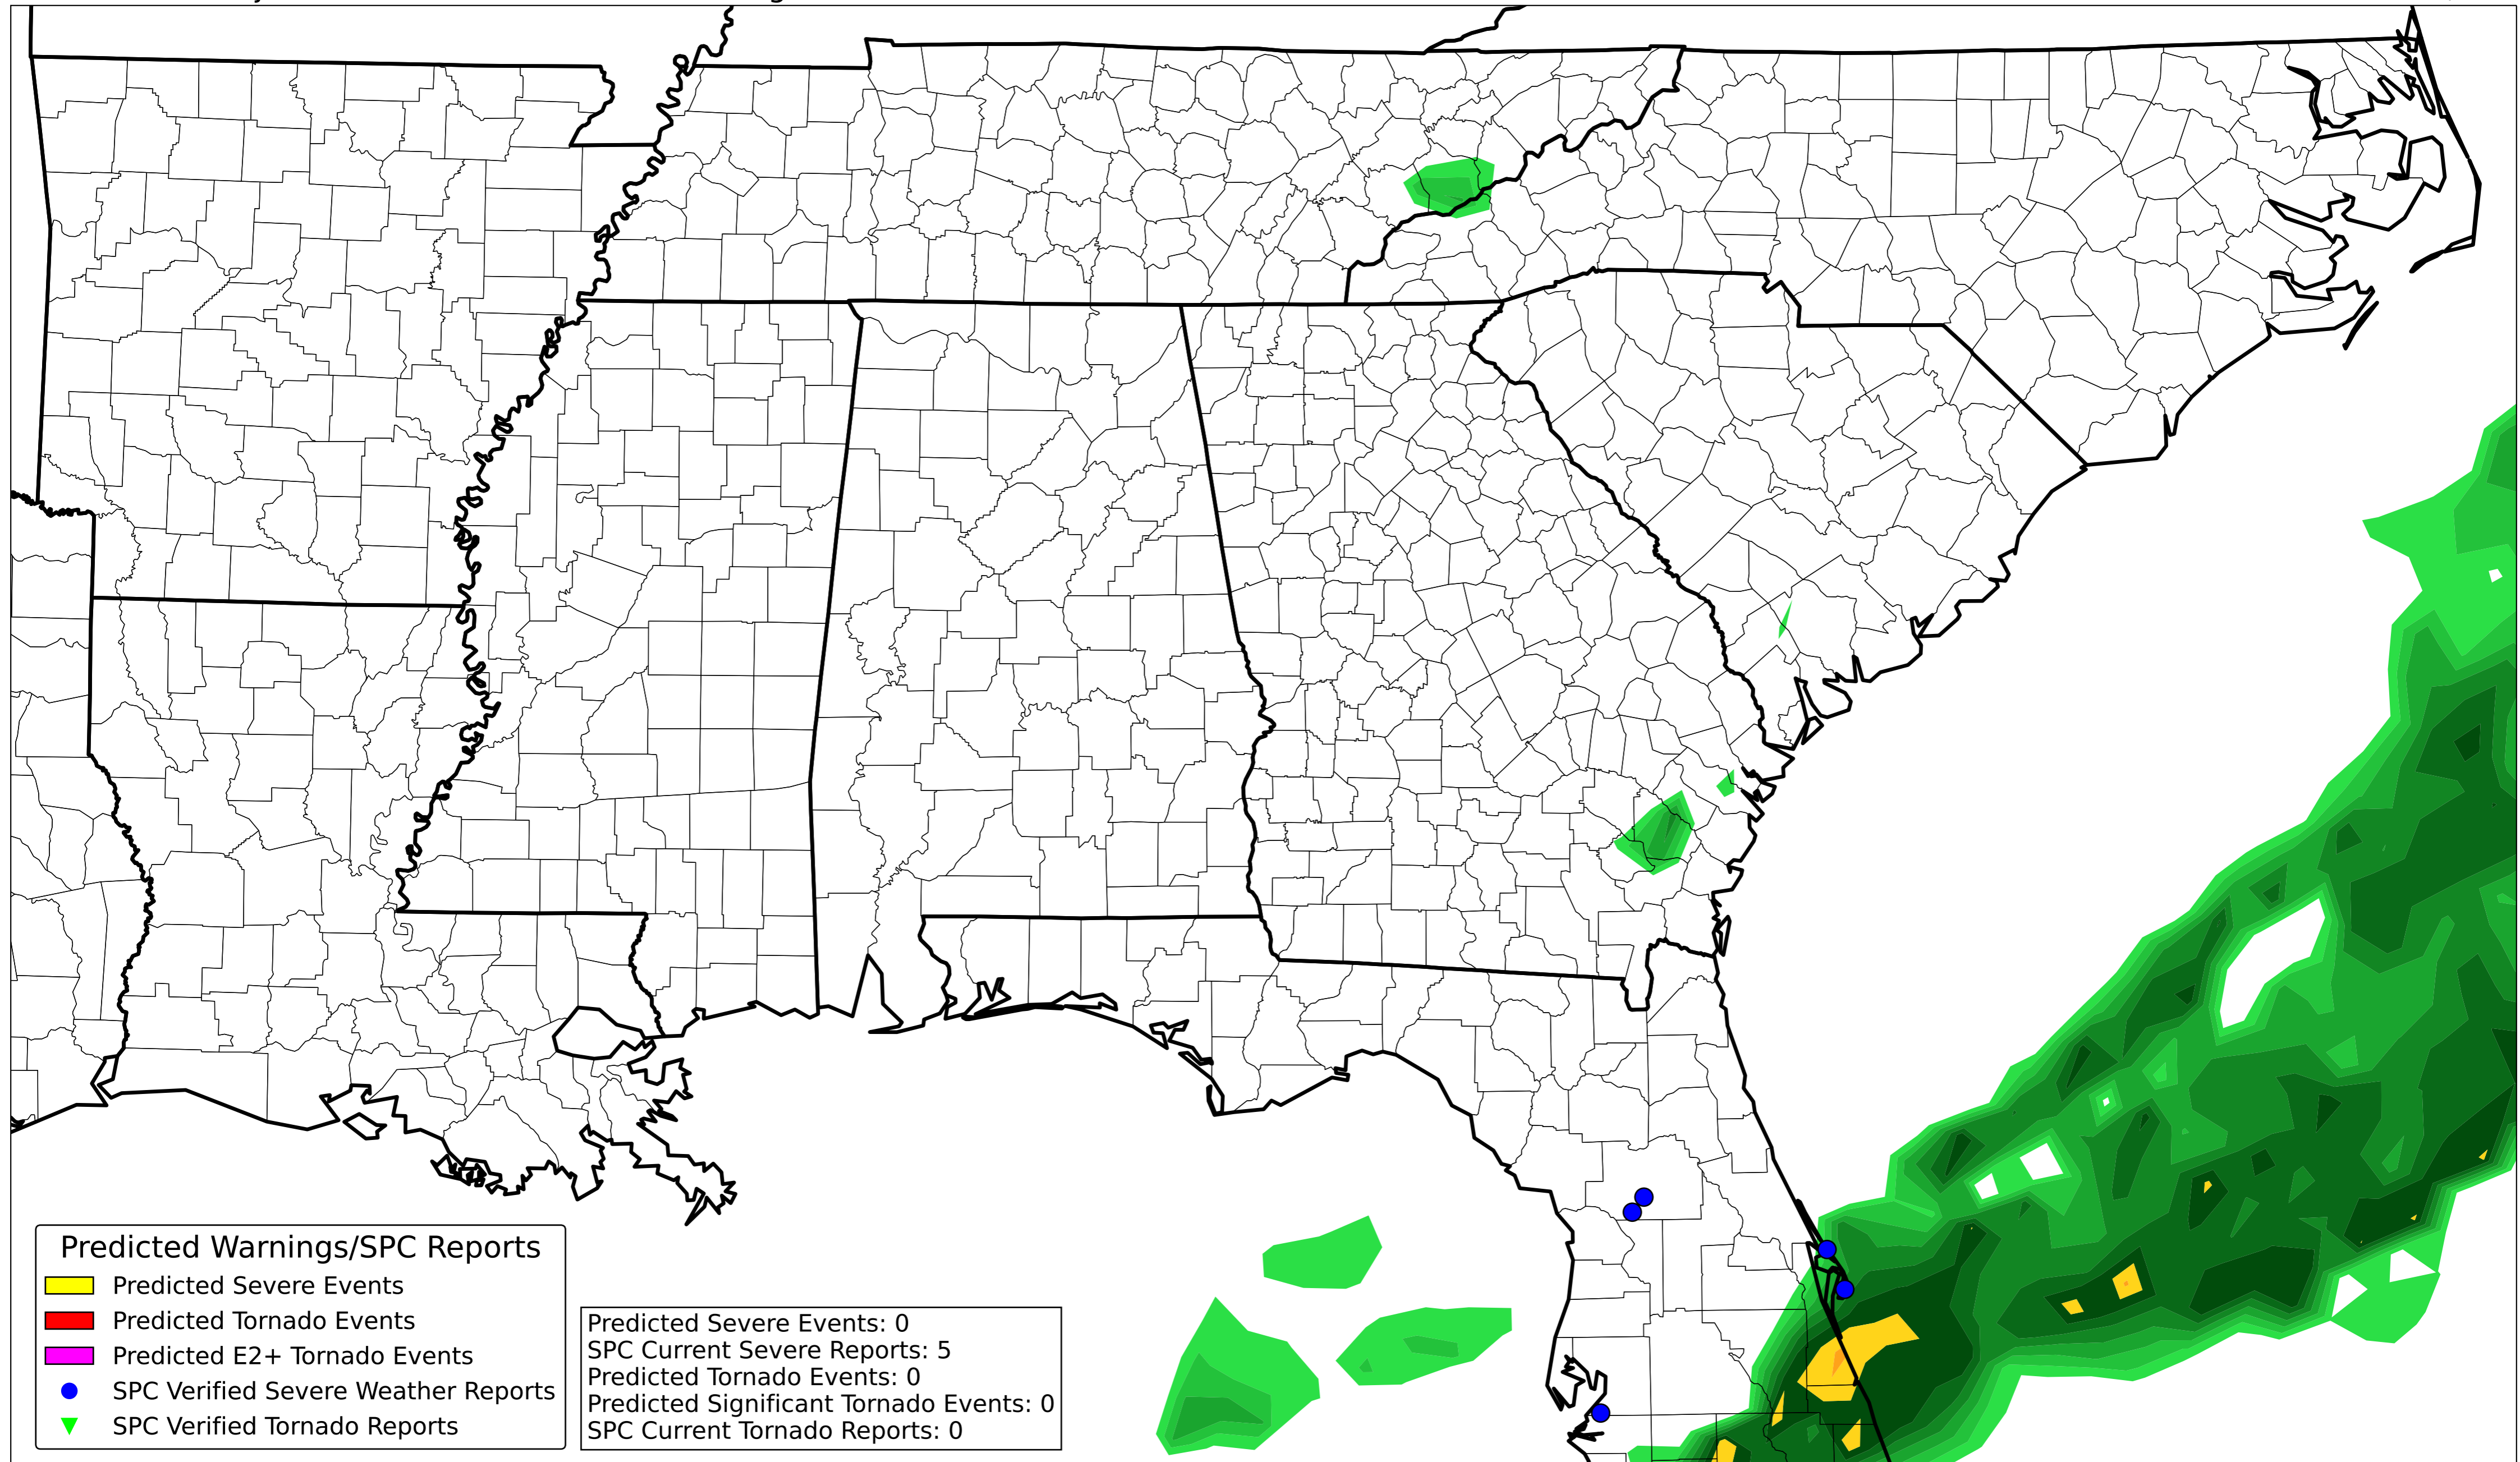 Predicted Warnings/SPC Reports
Predicted Severe Events
Predicted Tornado Events
Predicted E2+ Tornado Events
SPC Verified Severe Weather Reports
SPC Verified Tornado Reports
Predicted Severe Events: 0
SPC Current Severe Reports: 5
Predicted Tornado Events: 0
Predicted Significant Tornado Events: 0
SPC Current Tornado Reports: 0